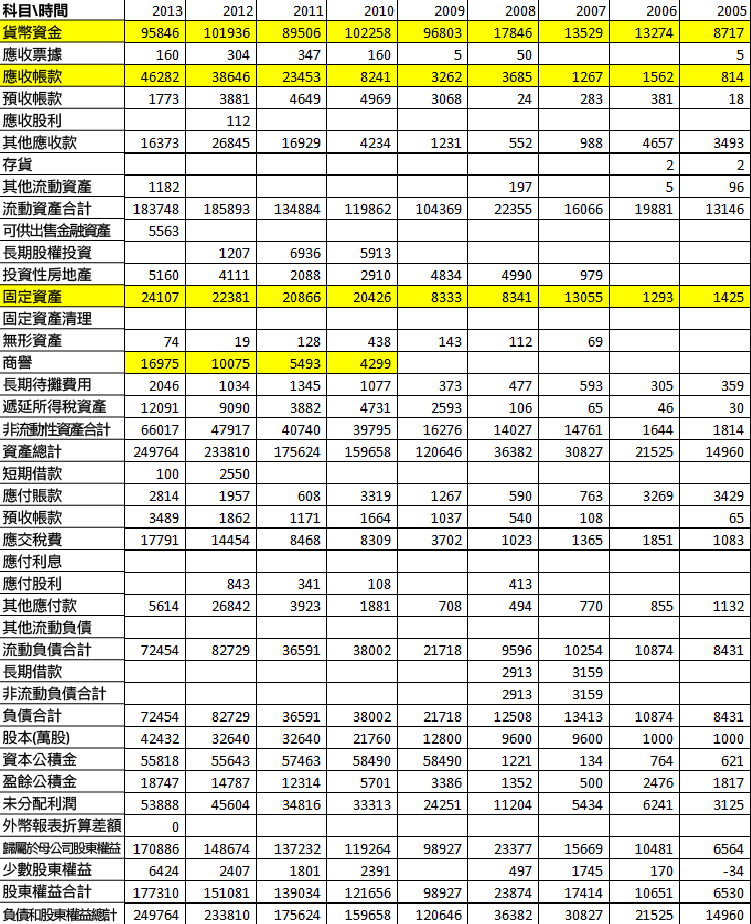 科目\時間 2013 2012 2011 2010 2009 2008 2007 2006 2005
貨幣資金 95846 101936 89506 102258 96803 17846 13529 13274 8717
應收票據 160 304 347 160 5 50 5
應收帳款 46282 38646 23453 8241 3262 3685 1267 1562 814
預收帳款 1773 3881 4649 4969 3068 24 283 381 18
應收股利 112
其他應收款 16373 26845 16929 4234 1231 552 988 4657 3493
存貨 2 2
其他流動資產 1182 197 5 96
流動資產合計 183748 185893 134884 119862 104369 22355 16066 19881 13146
可供出售金融資產 5563
長期股權投資 1207 6936 5913
投資性房地產 5160 4111 2088 2910 4834 4990 979
固定資產 24107 22381 20866 20426 8333 8341 13055 1293 1425
固定資產清理
無形資產 74 19 128 438 143 112 69
商譽 16975 10075 5493 4299
長期待攤費用 2046 1034 1345 1077 373 477 593 305 359
遞延所得稅資產 12091 9090 3882 4731 2593 106 65 46 30
非流動性資產合計 66017 47917 40740 39795 16276 14027 14761 1644 1814
資產總計 249764 233810 175624 159658 120646 36382 30827 21525 14960
短期借款 100 2550
應付賬款 2814 1957 608 3319 1267 590 763 3269 3429
預收帳款 3489 1862 1171 1664 1037 540 108 65
應交稅費 17791 14454 8468 8309 3702 1023 1365 1851 1083
應付利息
應付股利 843 341 108 413
其他應付款 5614 26842 3923 1881 708 494 770 855 1132
其他流動負債
流動負債合計 72454 82729 36591 38002 21718 9596 10254 10874 8431
長期借款 2913 3159
非流動負債合計 2913 3159
負債合計 72454 82729 36591 38002 21718 12508 13413 10874 8431
股本(萬股) 42432 32640 32640 21760 12800 9600 9600 1000 1000
資本公積金 55818 55643 57463 58490 58490 1221 134 764 621
盈餘公積金 18747 14787 12314 5701 3386 1352 500 2476 1817
未分配利潤 53888 45604 34816 33313 24251 11204 5434 6241 3125
外幣報表折算差額 0
歸屬於母公司股東權益 170886 148674 137232 119264 98927 23377 15669 10481 6564
少數股東權益 6424 2407 1801 2391 497 1745 170 -34
股東權益合計 177310 151081 139034 121656 98927 23874 17414 10651 6530
負債和股東權益總計 249764 233810 175624 159658 120646 36382 30827 21525 14960